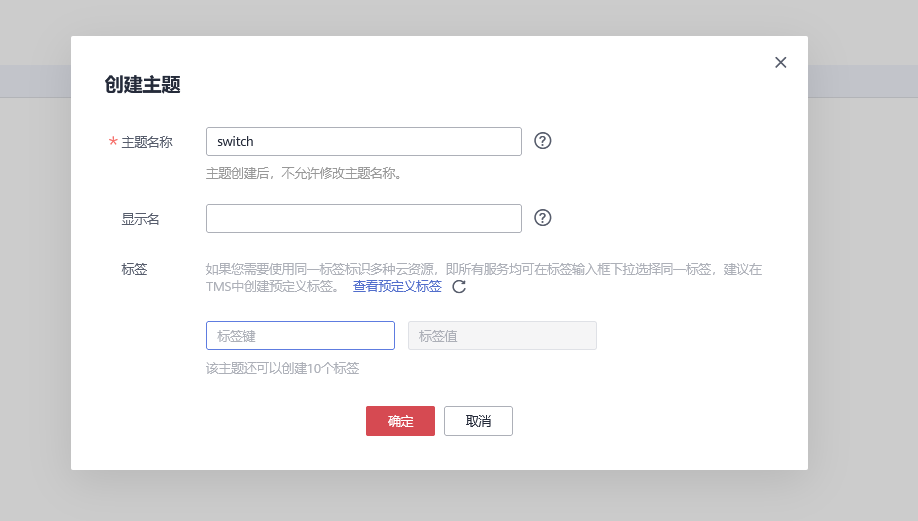 创建主题
* 主题名称 switch
主题创建后，不允许修改主题名称。
显示名
标签 如果您需要使用同一标签标识多种云资源，即所有服务均可在标签输入框下拉选择同一标签，建议在
TMS中创建预定义标签。 查看预定义标签
标签键 标签值
该主题还可以创建10个标签
确定 取消